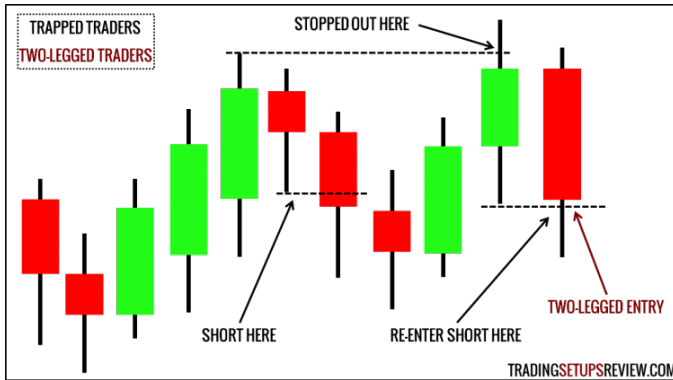 TRAPPED TRADERS
TWO-LEGGED TRADERS
STOPPED OUT HERE
SHORT HERE
RE-ENTER SHORT HERE
TWO-LEGGED ENTRY
TRADINGSETUPSREVIEW.COM